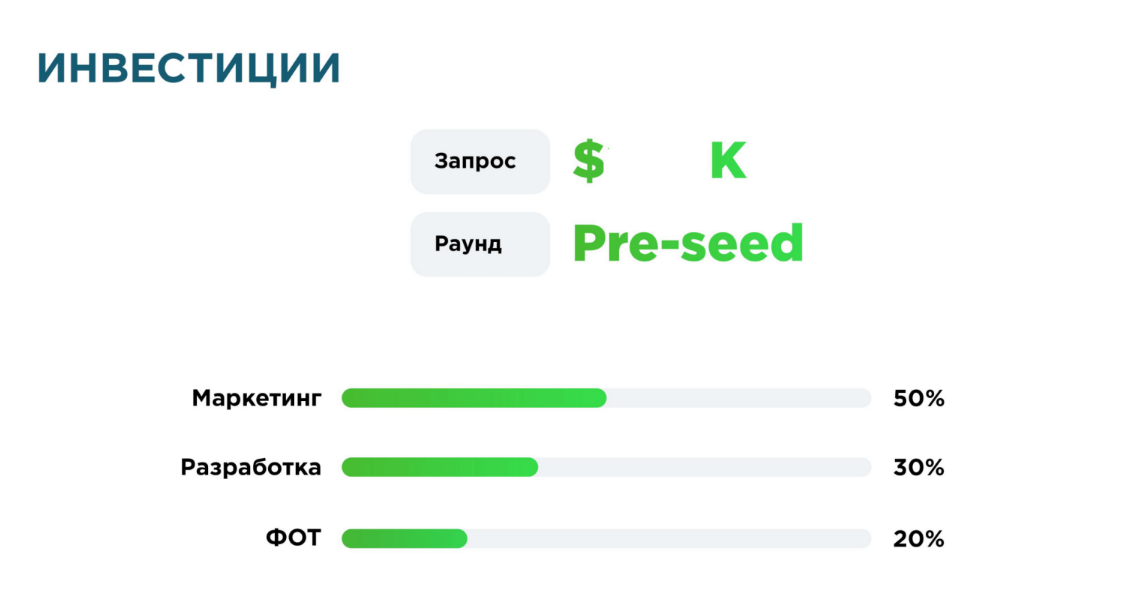 ИНВЕСТИЦИИ
Запрос $ K
Раунд Pre-seed
Маркетинг 50%
Разработка 30%
ФОТ 20%